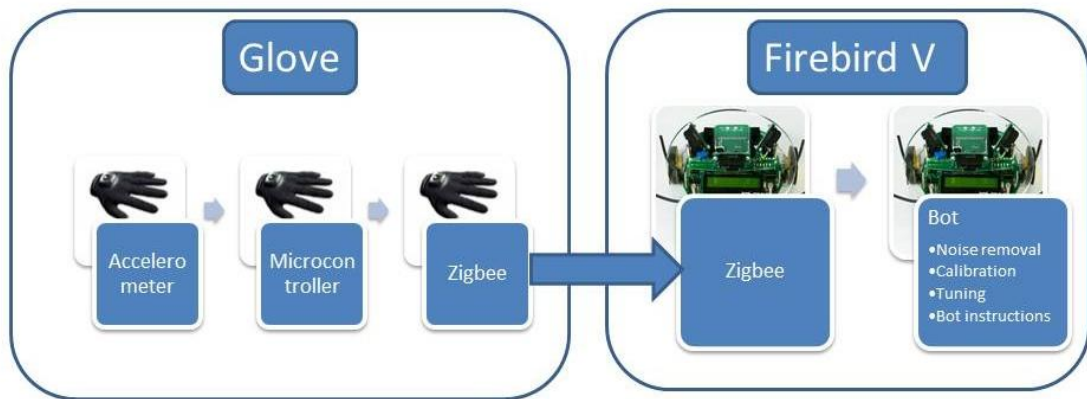 Glove
Accelero
meter
Microcon
troller
Zigbee
Firebird V
Zigbee
Bot
•Noise removal
•Calibration
•Tuning
•Bot instructions